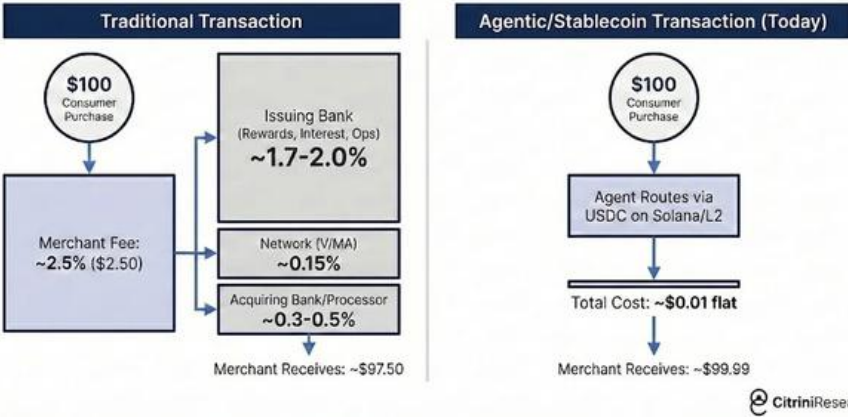 Traditional Transaction
$100
Consumer
Purchase
Merchant Fee:
~2.5% ($2.50)
Issuing Bank
(Rewards, Interest, Ops)
~1.7-2.0%
Network (V/MA)
~0.15%
Acquiring Bank/Processor
~0.3-0.5%
Merchant Receives: ~$97.50
Agentic/Stablecoin Transaction (Today)
$100
Consumer
Purchase
Agent Routes via
USDC on Solana/L2
Total Cost: ~$0.01 flat
Merchant Receives: ~$99.99
CitriniRese